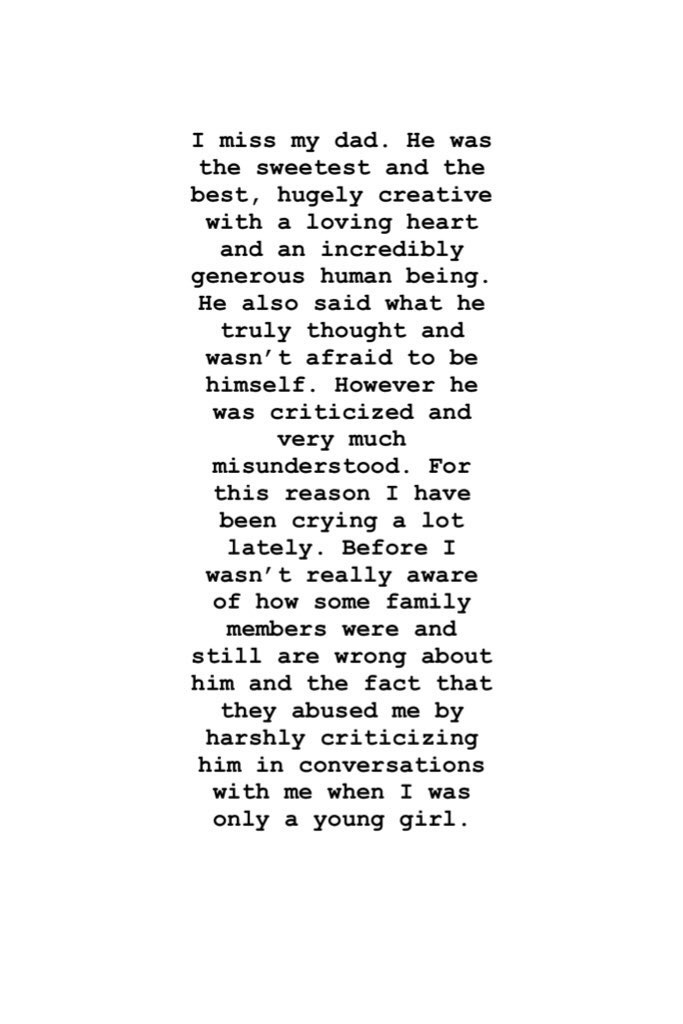 I miss my dad. He was
the sweetest and the
best, hugely creative
with a loving heart
and an incredibly
generous human being.
He also said what he
truly thought and
wasn’t afraid to be
himself. However he
was criticized and
very much
misunderstood. For
this reason I have
been crying a lot
lately. Before I
wasn’t really aware
of how some family
members were and
still are wrong about
him and the fact that
they abused me by
harshly criticizing
him in conversations
with me when I was
only a young girl.